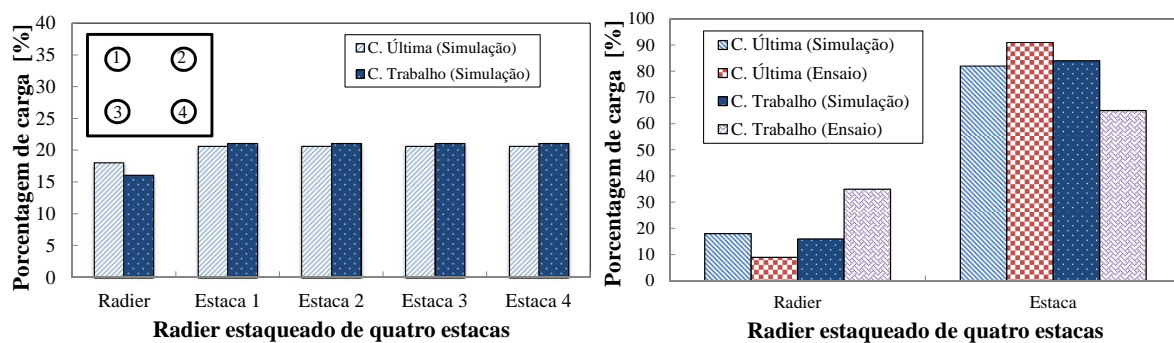 Porcentagem de carga [%]
40
35
30
25
20
15
10
5
0
1
2
3
4
C. Última (Simulação)
C. Trabalho (Simulação)
Radier
Estaca 1
Estaca 2
Estaca 3
Estaca 4
Radier estaqueado de quatro estacas
Porcentagem de carga [%]
100
90
80
70
60
50
40
30
20
10
0
C. Última (Simulação)
C. Última (Ensaio)
C. Trabalho (Simulação)
C. Trabalho (Ensaio)
Radier
Estaca
Radier estaqueado de quatro estacas